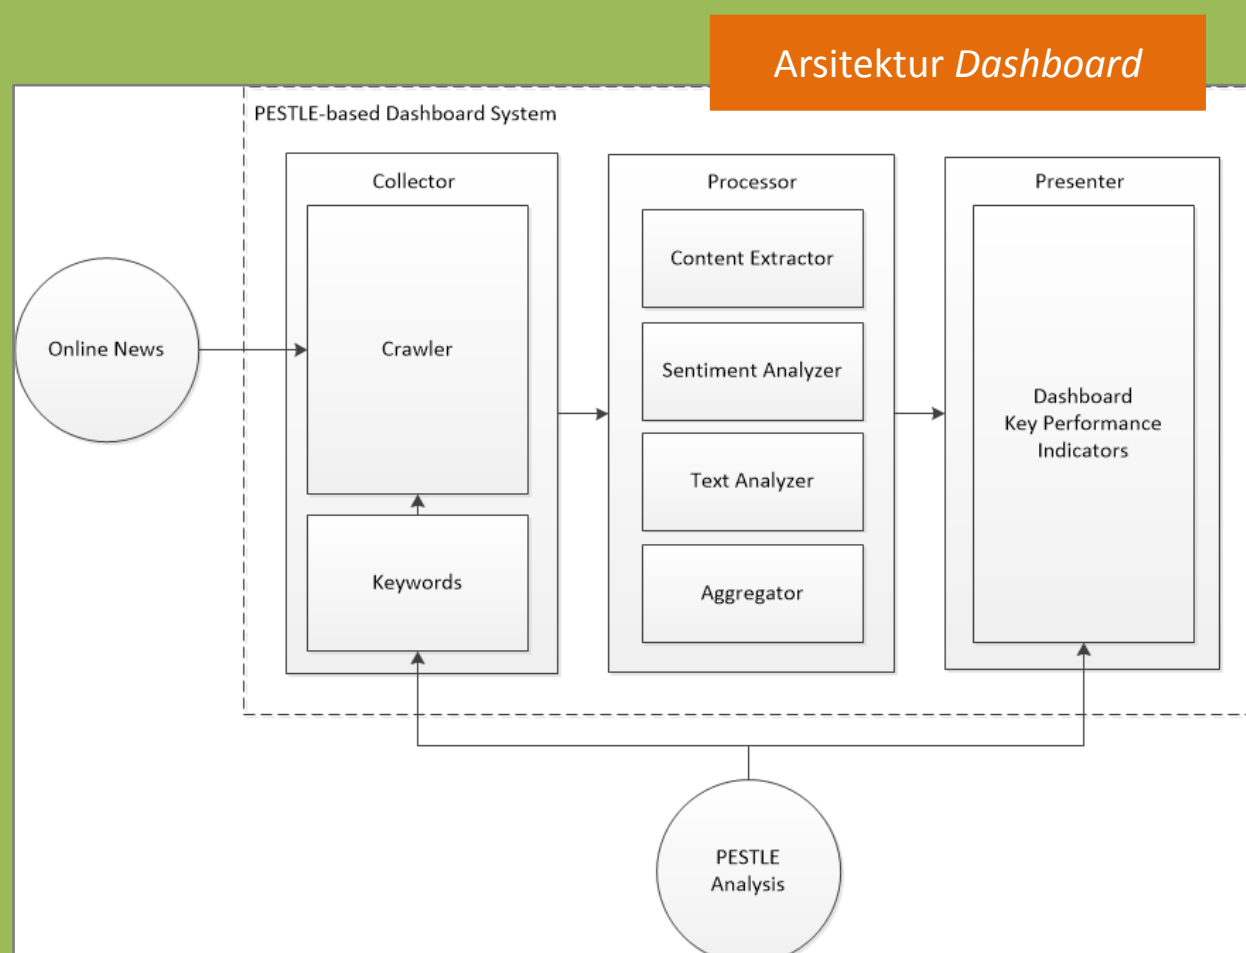 Arsitektur Dashboard
PESTLE-based Dashboard System
Collector
Crawler
Keywords
Online News
Processor
Content Extractor
Sentiment Analyzer
Text Analyzer
Aggregator
Presenter
Dashboard
Key Performance
Indicators
PESTLE
Analysis